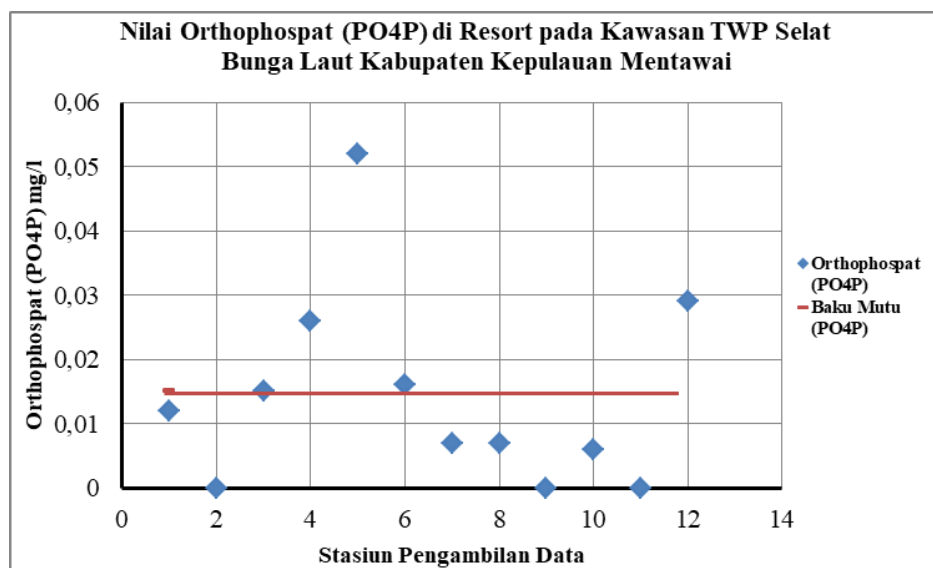 Nilai Orthophospat (PO4P) di Resort pada Kawasan TWP Selat
Bunga Laut Kabupaten Kepulauan Mentawai
Orthophospat (PO4P) mg/l
0,06
0,05
0,04
0,03
0,02
0,01
0
0 2 4 6 8 10 12 14
Stasiun Pengambilan Data
Orthophospat
(PO4P)
Baku Mutu
(PO4P)